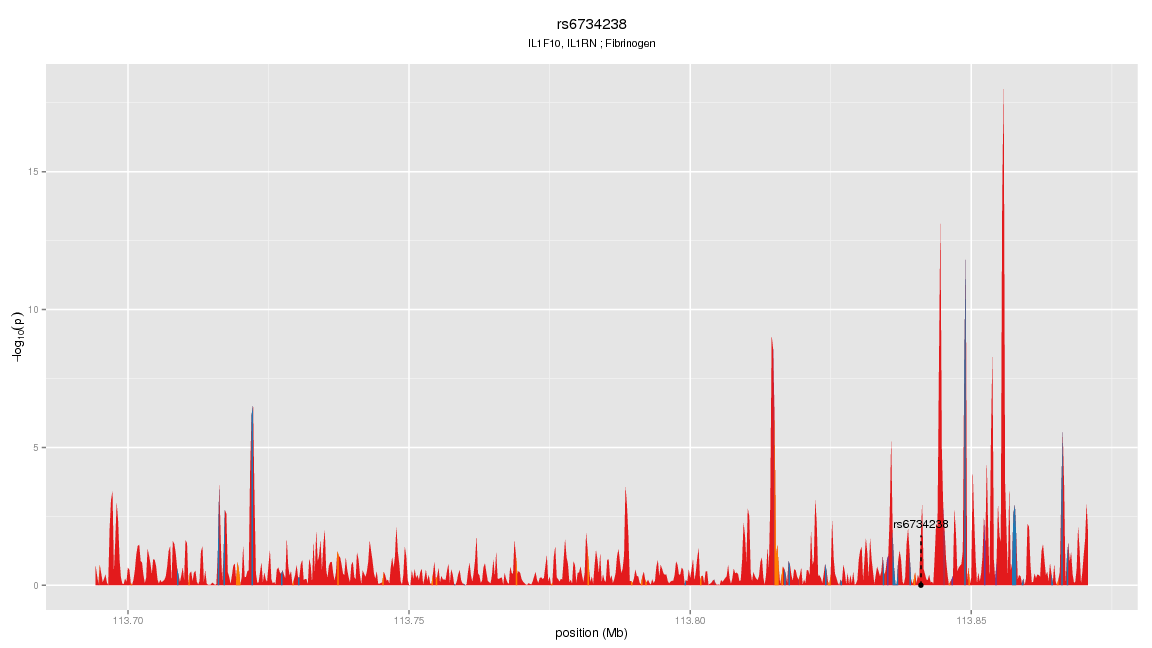 rs6734238
IL1F10, IL1RN ; Fibrinogen
−log10(p)
15
10
5
0
rs6734238
113.70
113.75
113.80
113.85
position (Mb)